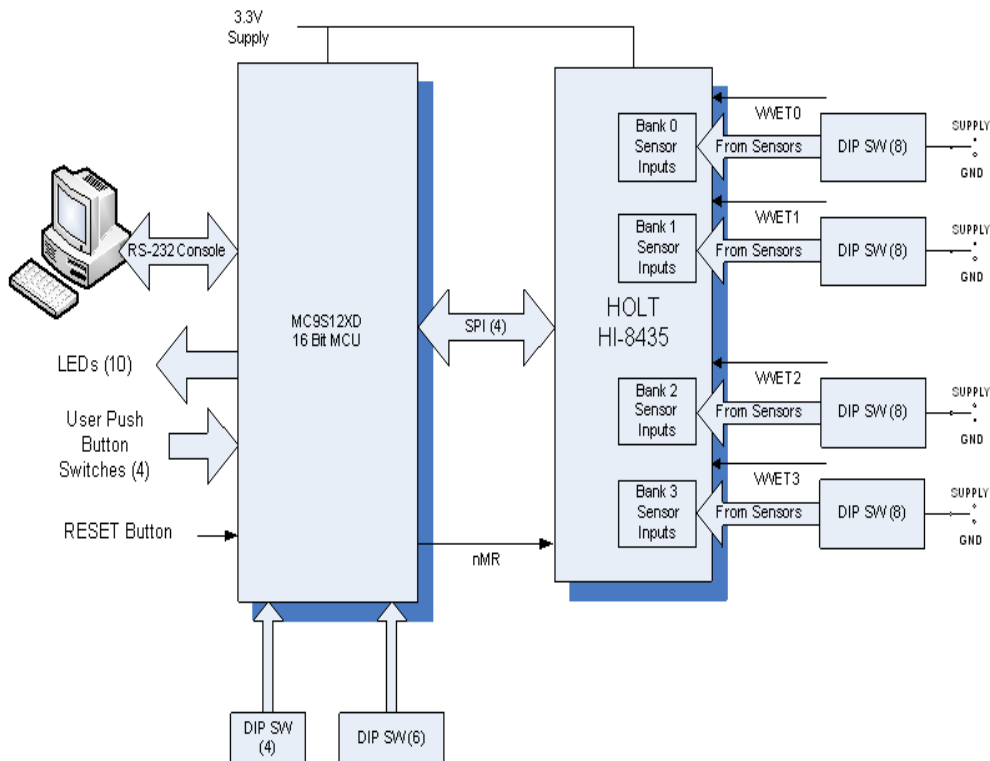 3.3V
Supply
MC9S12XD
16 Bit MCU
RS-232 Console
LEDs (10)
User Push
Button
Switches (4)
RESET Button
DIP SW
(4)
DIP SW(6)
SPI (4)
nMR
HOLT
HI-8435
Bank 0
Sensor
Inputs
VWET0
From Sensors
DIP SW(8)
SUPPLY
GND
Bank 1
Sensor
Inputs
VWET1
From Sensors
DIP SW(8)
SUPPLY
GND
Bank 2
Sensor
Inputs
VWET2
From Sensors
DIP SW(8)
SUPPLY
GND
Bank 3
Sensor
Inputs
VWET3
From Sensors
DIP SW(8)
SUPPLY
GND